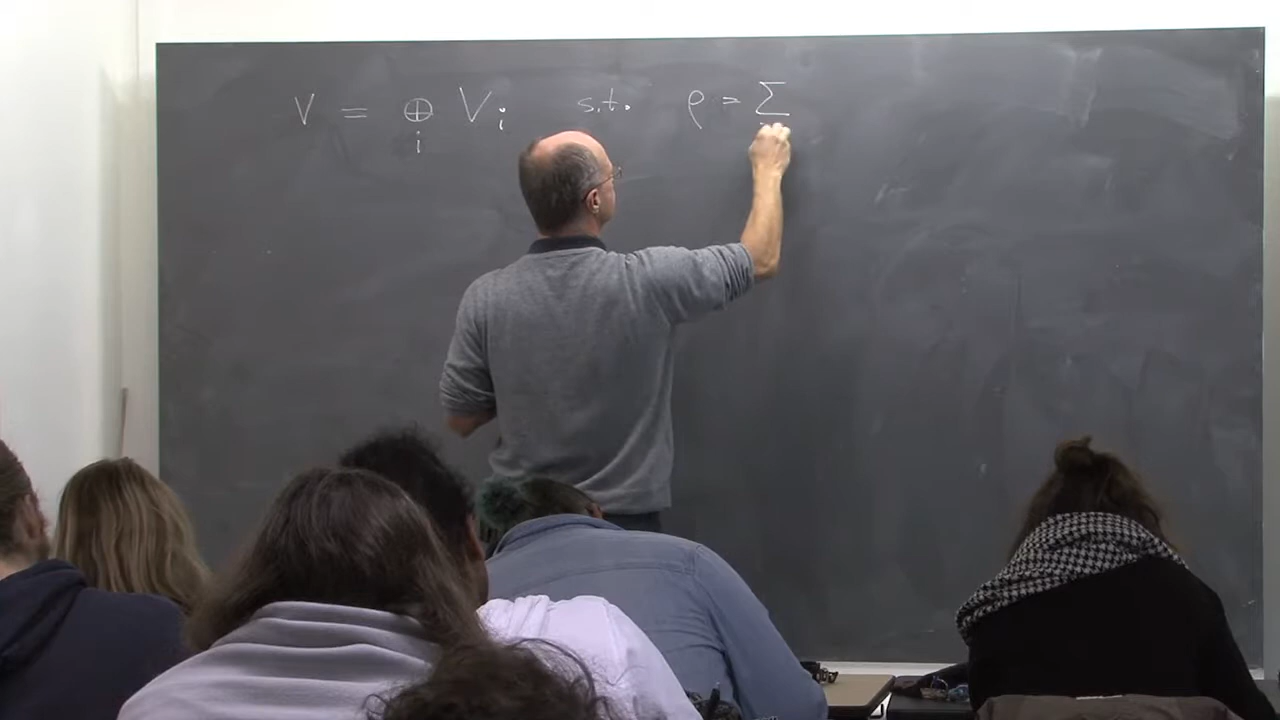 V = ⊕ V_i s.t. ρ = Σ
i